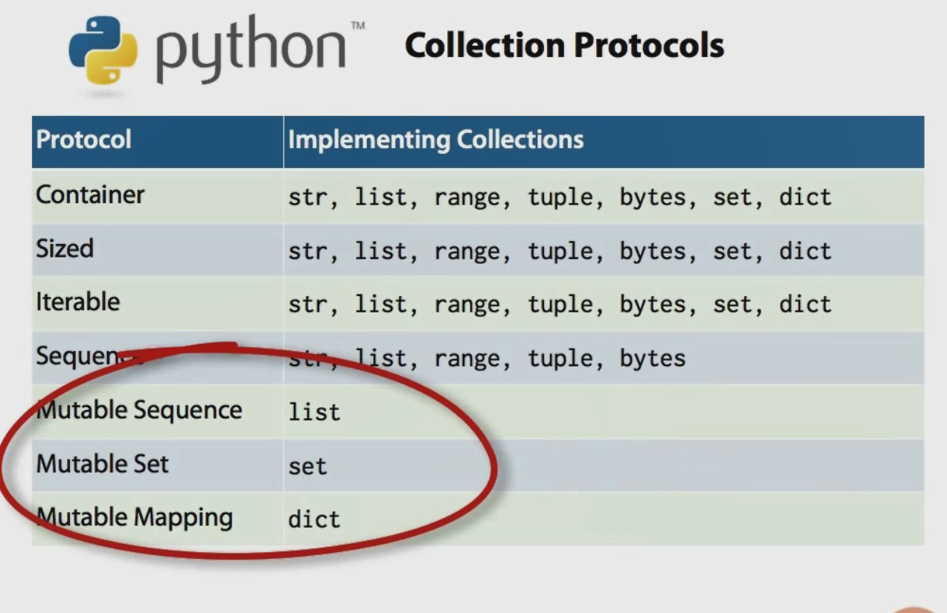 python™ Collection Protocols
Protocol Implementing Collections
Container str, list, range, tuple, bytes, set, dict
Sized str, list, range, tuple, bytes, set, dict
Iterable str, list, range, tuple, bytes, set, dict
Sequence str, list, range, tuple, bytes
Mutable Sequence list
Mutable Set set
Mutable Mapping dict